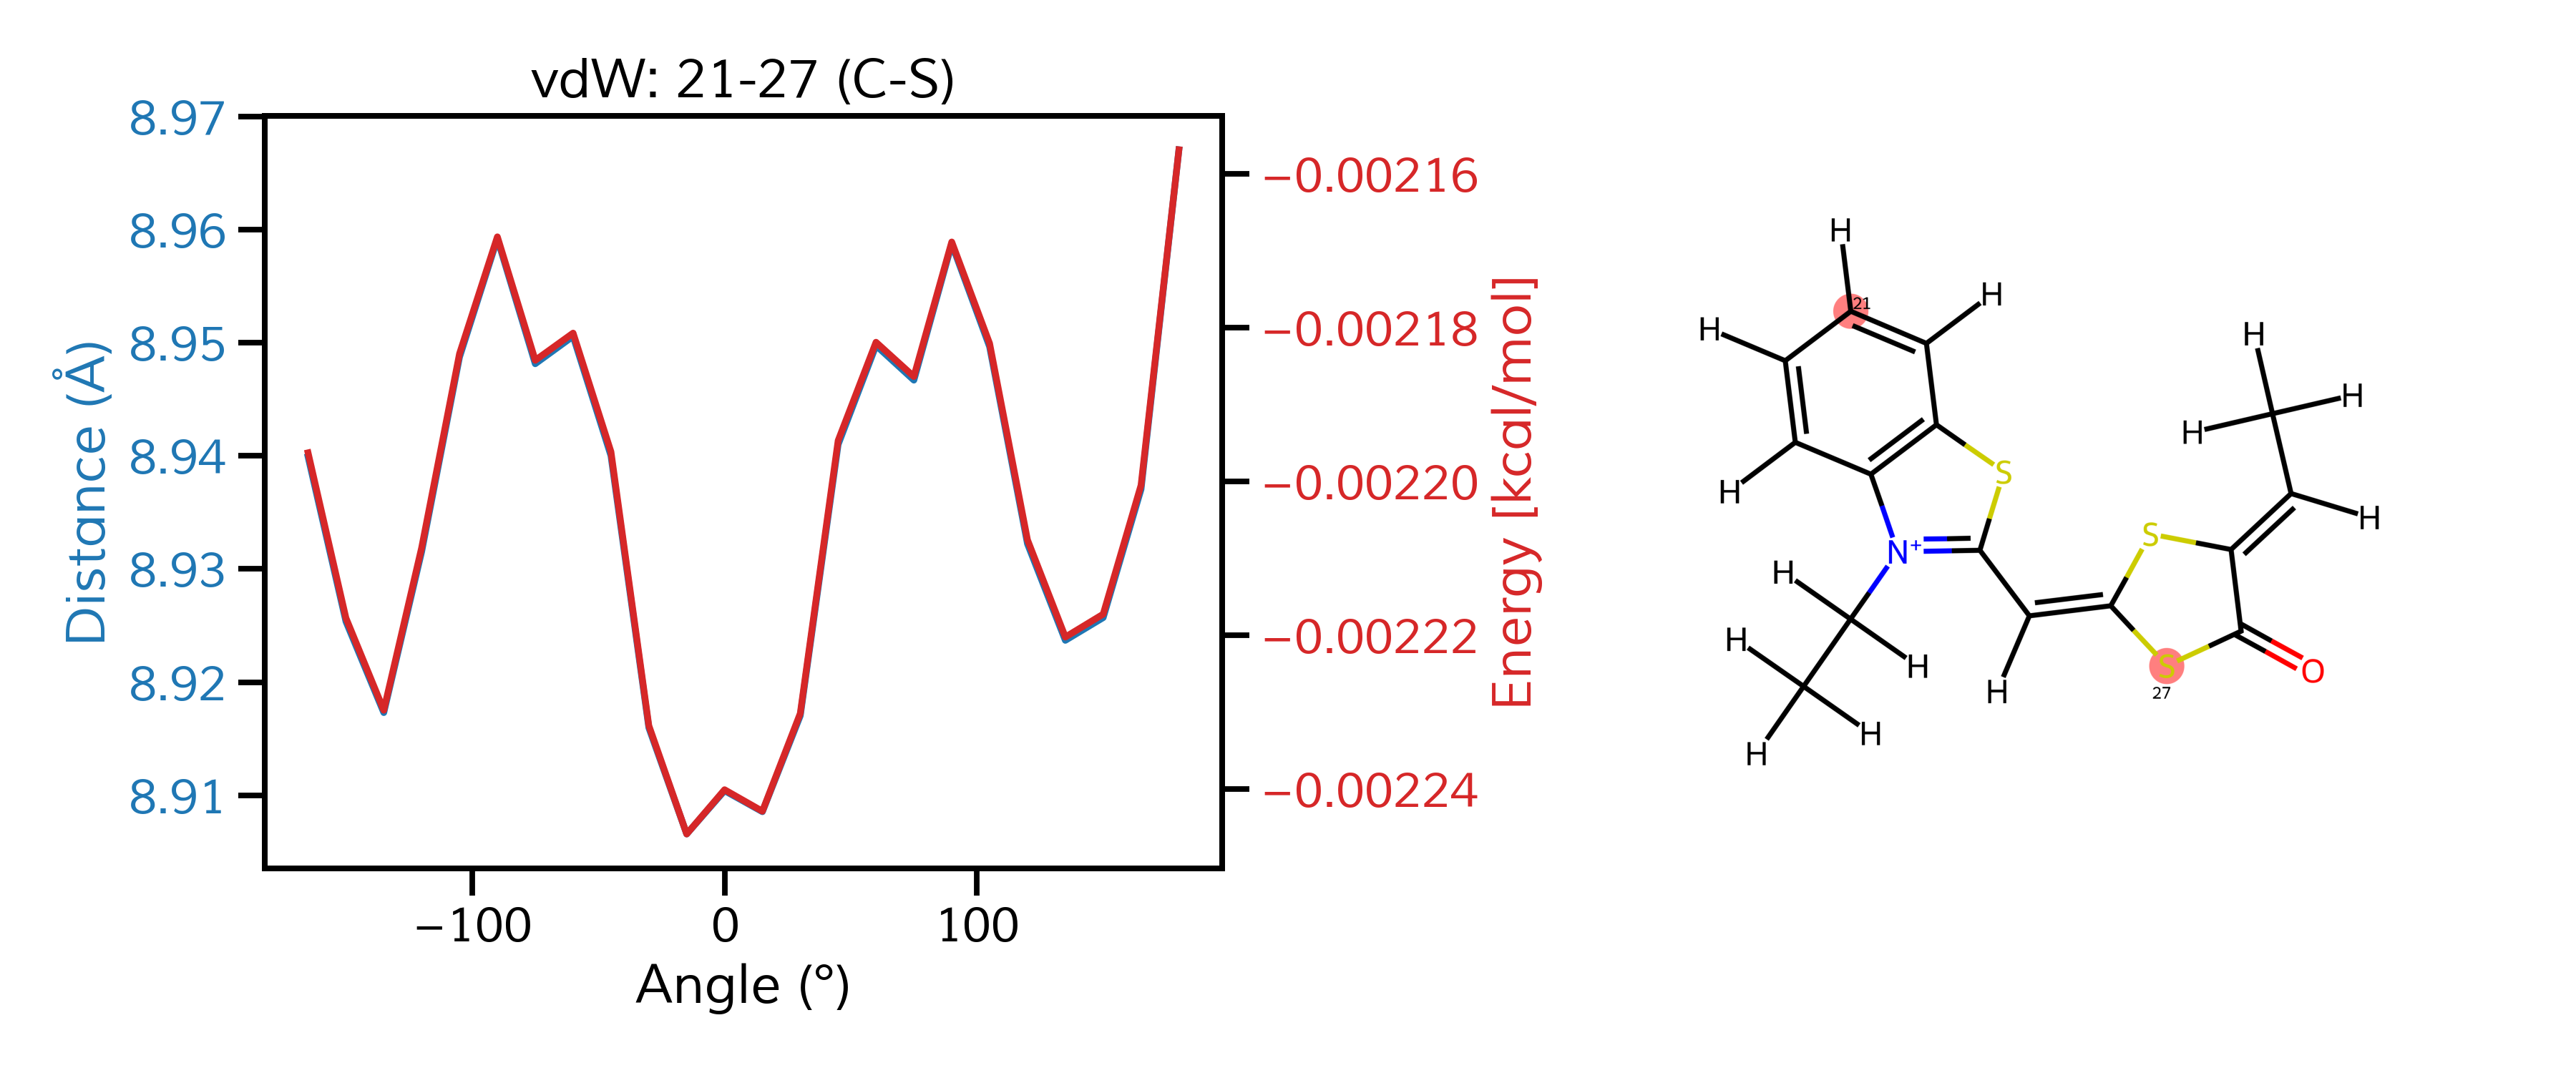 vdW: 21-27 (C-S)
8.97
8.96
8.95
8.94
8.93
8.92
8.91
Distance (Å)
−0.00216
−0.00218
−0.00220
−0.00222
−0.00224
Energy [kcal/mol]
−100 0 100
Angle (°)
H
H
21
H
H
H
H
H
S
H
S
N+
H
H
H
S
27
O
H
H
H
H